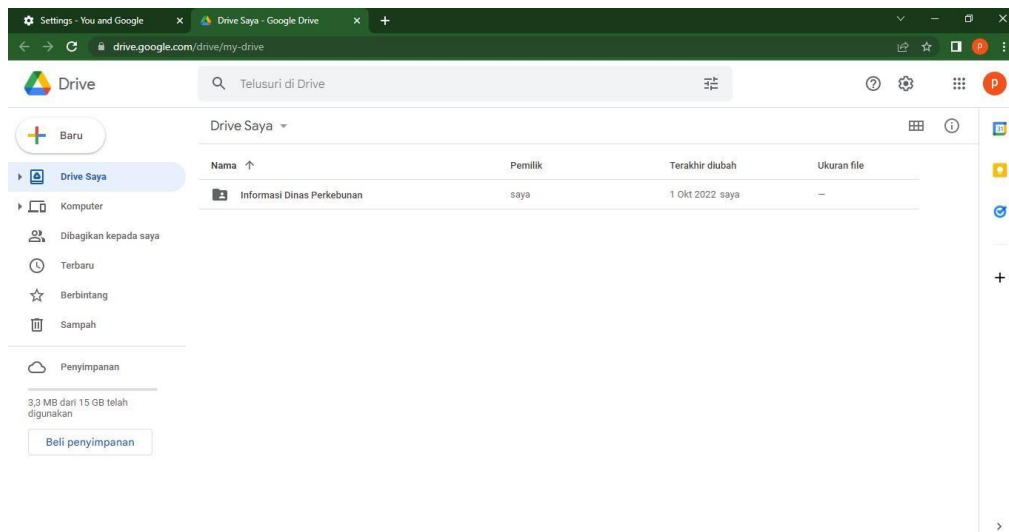 Settings - You and Google
Drive Saya - Google Drive
drive.google.com/drive/my-drive
P
Drive
Telusuri di Drive
P
Baru
Drive Saya
31
Nama
Pemilik
Terakhir diubah
Ukuran file
Drive Saya
Informasi Dinas Perkebunan
saya
1 Okt 2022 saya
—
Komputer
Dibagikan kepada saya
Terbaru
Berbintang
Sampah
Penyimpanan
3,3 MB dari 15 GB telah
digunakan
Beli penyimpanan